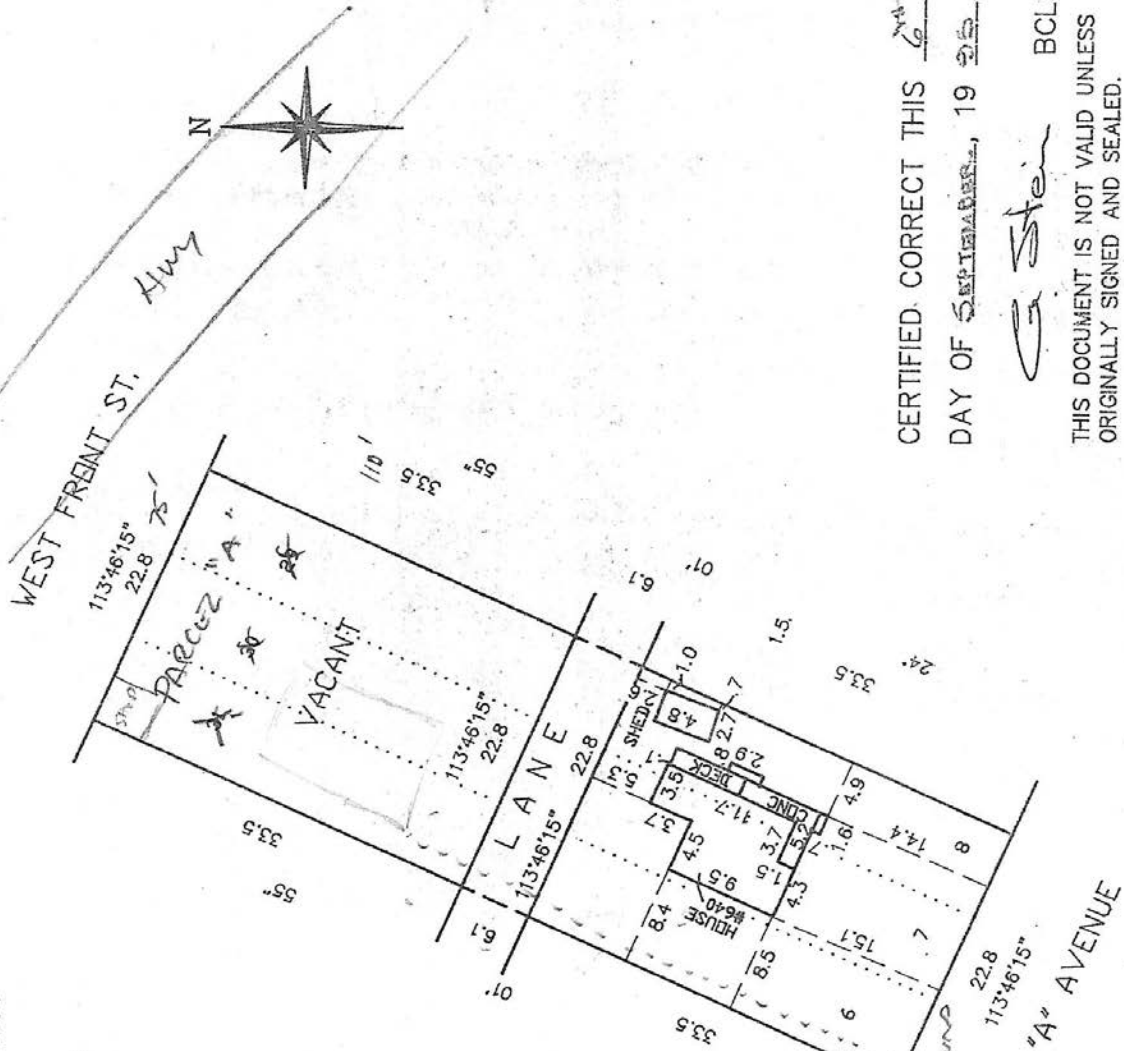 N
Hwy
WEST FRONT ST.
113°46'15" 75'
22.8
PARCEL "A"
VACANT
110'
33.5
55"
33.5
55"
113°46'15"
22.8
LANE
6.1
01'
113°46'15"
22.8
6.1
01'
SHED
1.0
4.8
2.7
.7
1.5
33.5
24'
DECK
.8
2.9
3.5
3.7
4.5
11.7
CONC
3.7
5.2
1.5
.7
1.6
4.9
9.5
HOUSE
#640
8.4
8.5
4.3
15.1
14.4
33.5
6
7
8
22.8
113°46'15"
"A" AVENUE
CERTIFIED CORRECT THIS 6th
DAY OF SEPTEMBER, 19
G. Stein BCL
THIS DOCUMENT IS NOT VALID UNLESS
ORIGINALLY SIGNED AND SEALED.